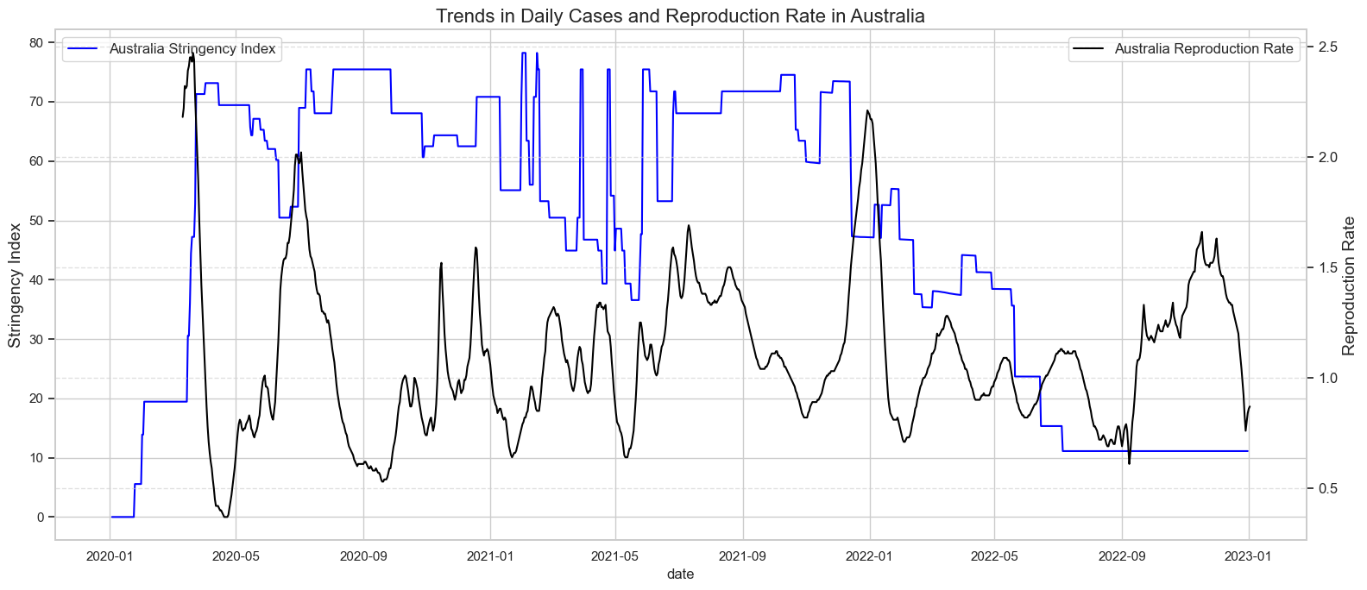 Trends in Daily Cases and Reproduction Rate in Australia
Australia Stringency Index
Australia Reproduction Rate
Stringency Index
80
70
60
50
40
30
20
10
0
2.5
2.0
1.5
1.0
0.5
Reproduction Rate
2020-01 2020-05 2020-09 2021-01 2021-05 2021-09 2022-01 2022-05 2022-09 2023-01
date